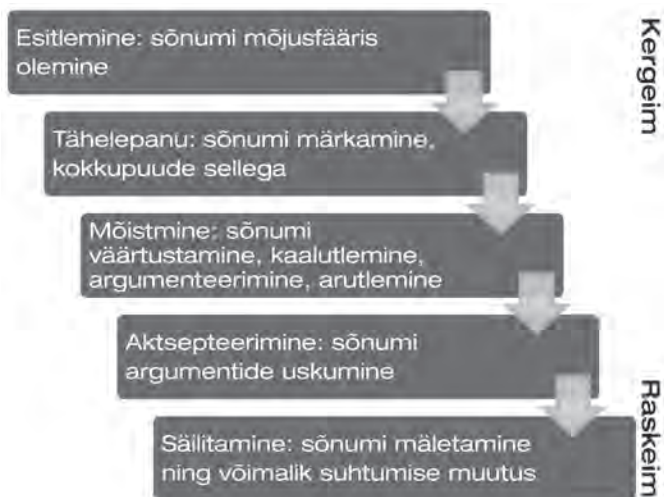 Esitlemine: sõnumi mõjusfääris
olemine
Tähelepanu: sõnumi märkamine,
kokkupuude sellega
Mõistmine: sõnumi
väärtustamine, kaalutlemine,
argumenteerimine, arutlemine
Aktsepteerimine: sõnumi
argumentide uskumine
Säilitamine: sõnumi mäletamine
ning võimalik suhtumise muutus
Kergeim
Raskeim